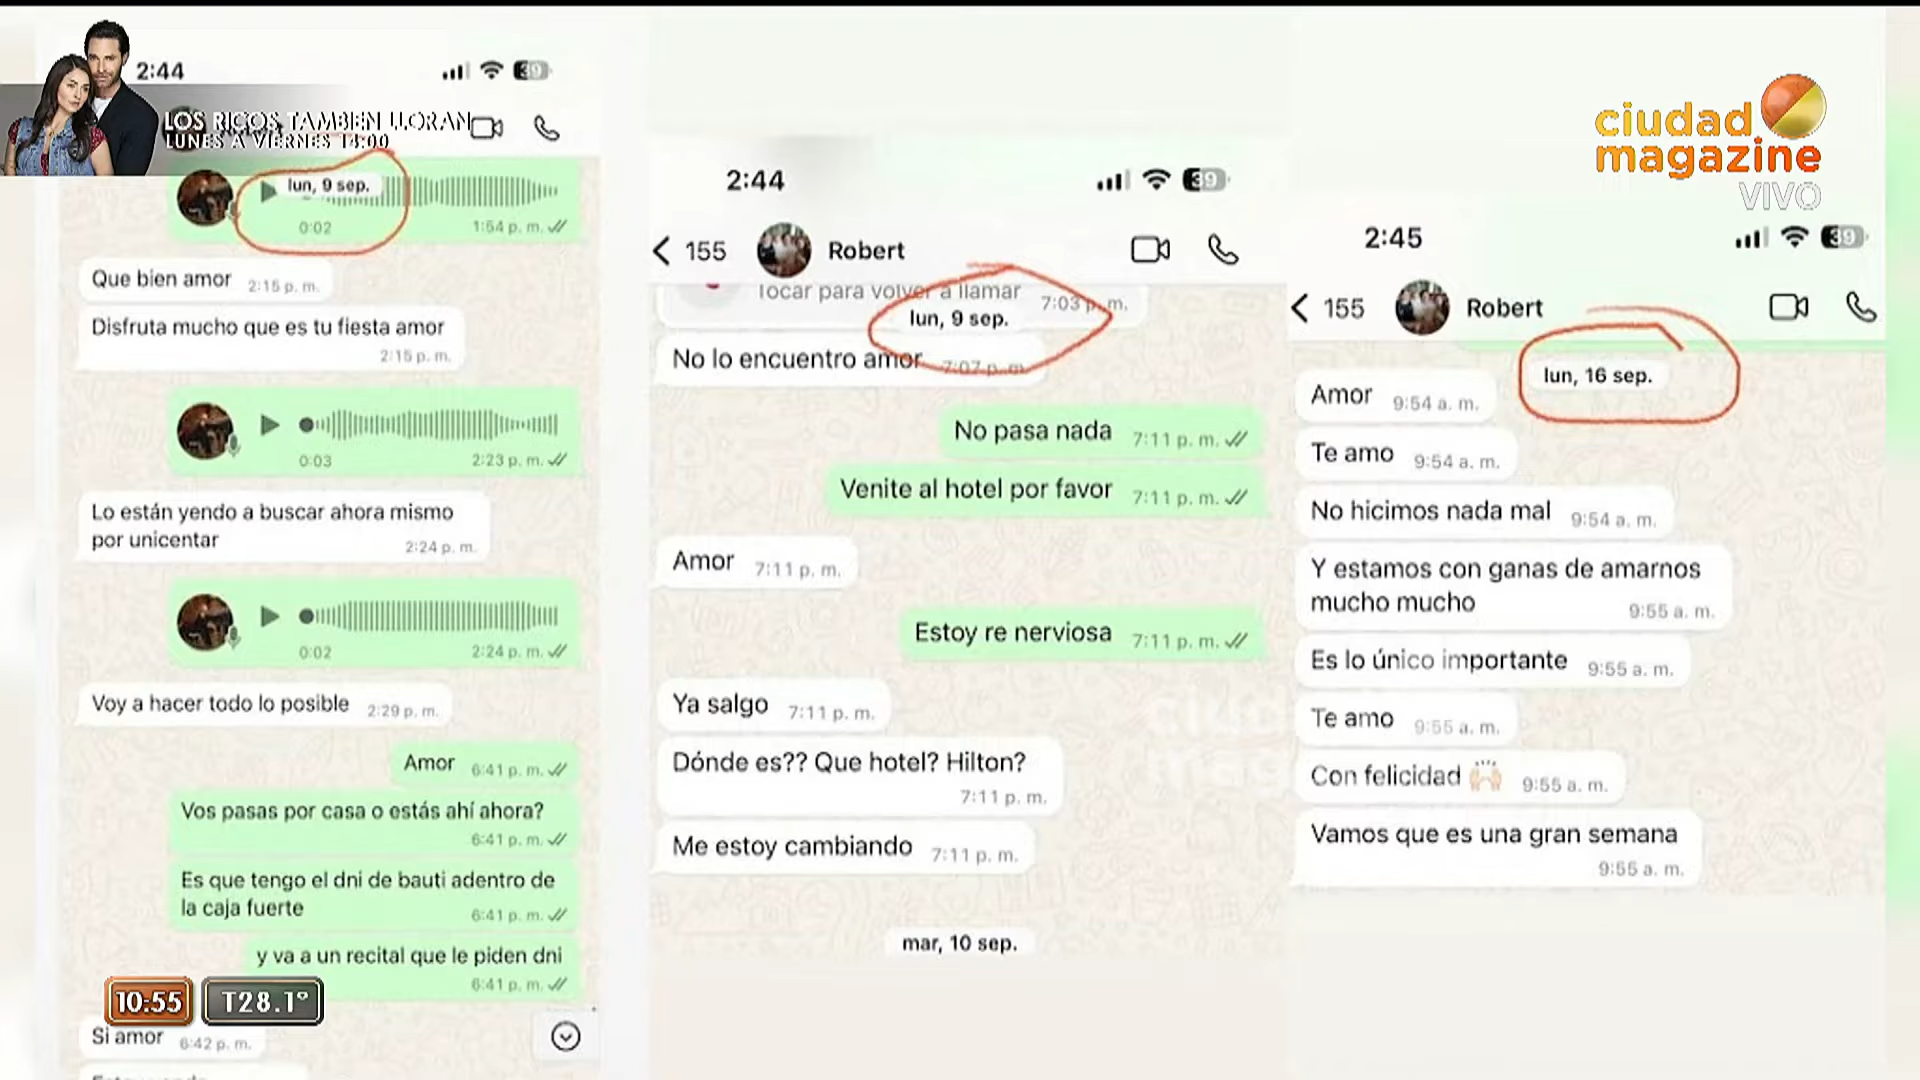 2:44
39
LOS RICOS TAMBIEN LLORAN
LUNES A VIERNES 14:00
lun, 9 sep.
0:02
1:54 p. m.
Que bien amor 2:15 p. m.
Disfruta mucho que es tu fiesta amor
2:15 p. m.
0:03
2:23 p. m.
Lo están yendo a buscar ahora mismo
por unicentar
2:24 p. m.
0:02
2:24 p. m.
Voy a hacer todo lo posible 2:29 p. m.
Amor 6:41 p. m.
Vos pasas por casa o estás ahí ahora?
6:41 p. m.
Es que tengo el dni de bauti adentro de
la caja fuerte
6:41 p. m.
y va a un recital que le piden dni
6:41 p. m.
10:55
T28.1°
Si amor 6:42 p. m.
2:44
39
155
Robert
Tocar para volver a llamar 7:03 p. m.
lun, 9 sep.
No lo encuentro amor 7:07 p. m.
No pasa nada 7:11 p. m.
Venite al hotel por favor 7:11 p. m.
Amor 7:11 p. m.
Estoy re nerviosa 7:11 p. m.
Ya salgo 7:11 p. m.
Dónde es?? Que hotel? Hilton?
7:11 p. m.
Me estoy cambiando 7:11 p. m.
mar, 10 sep.
ciudad
magazine
VIVO
2:45
39
155
Robert
lun, 16 sep.
Amor 9:54 a. m.
Te amo 9:54 a. m.
No hicimos nada mal 9:54 a. m.
Y estamos con ganas de amarnos
mucho mucho
9:55 a. m.
Es lo único importante 9:55 a. m.
Te amo 9:55 a. m.
Con felicidad 🙌🏻 9:55 a. m.
Vamos que es una gran semana
9:55 a. m.